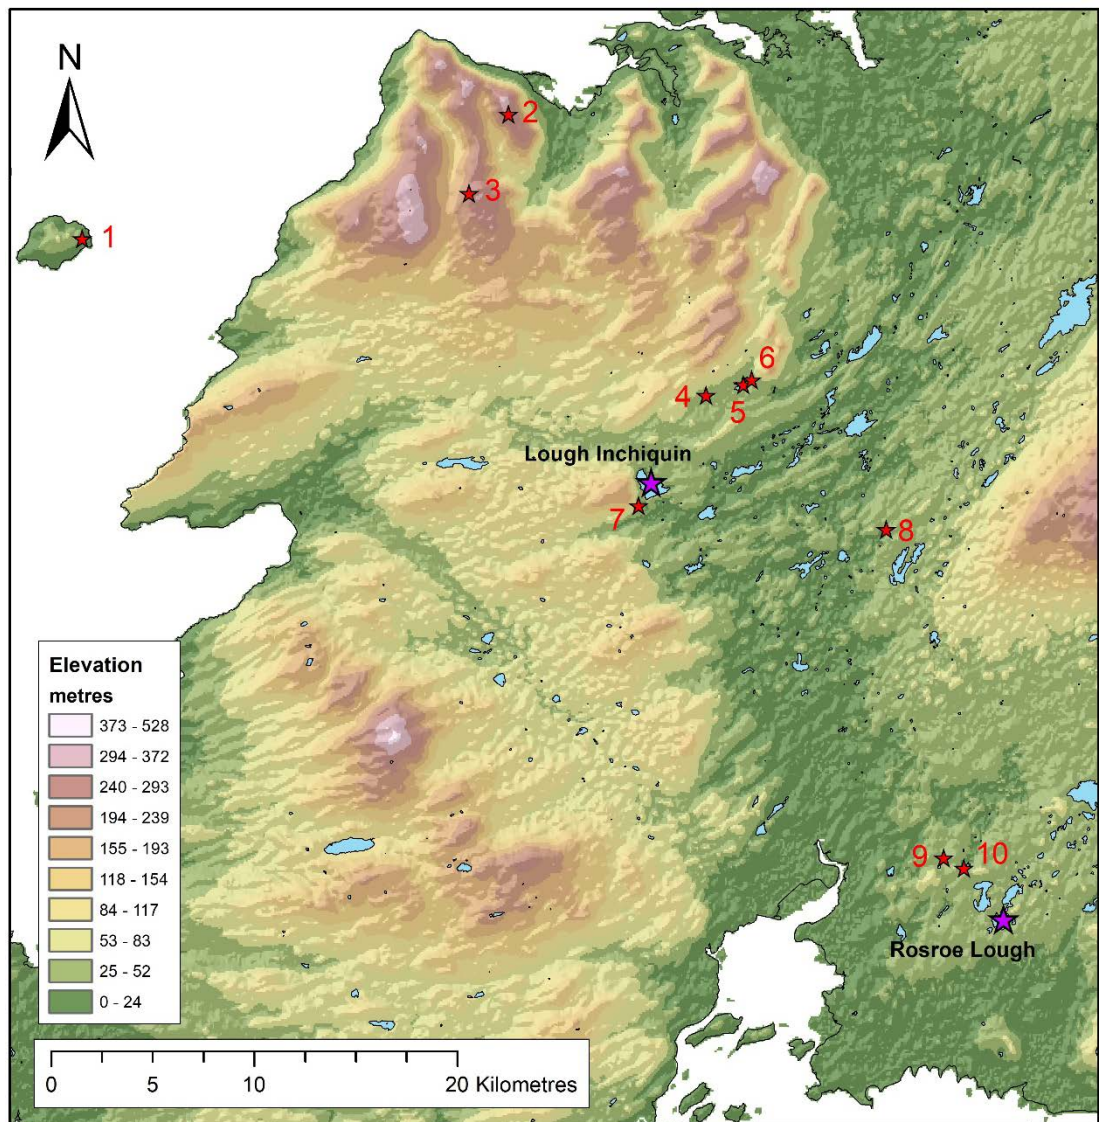 N
2
3
1
6
4
5
Lough Inchiquin
7
8
Elevation
metres
373 - 528
294 - 372
240 - 293
194 - 239
155 - 193
118 - 154
84 - 117
53 - 83
25 - 52
0 - 24
9 10
Rosroe Lough
0 5 10 20 Kilometres